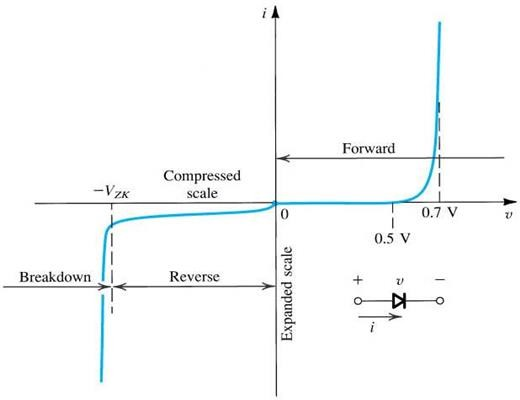 i
Forward
Compressed
scale
−V_ZK
0
0.7 V
v
0.5 V
Breakdown
Reverse
Expanded scale
+ v −
i